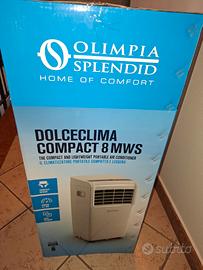 OLIMPIA
SPLENDID
HOME OF COMFORT
DOLCECLIMA
COMPACT 8 MWS
THE COMPACT AND LIGHTWEIGHT PORTABLE AIR CONDITIONER
IL CLIMATIZZATORE PORTATILE COMPATTO E LEGGERO
subito